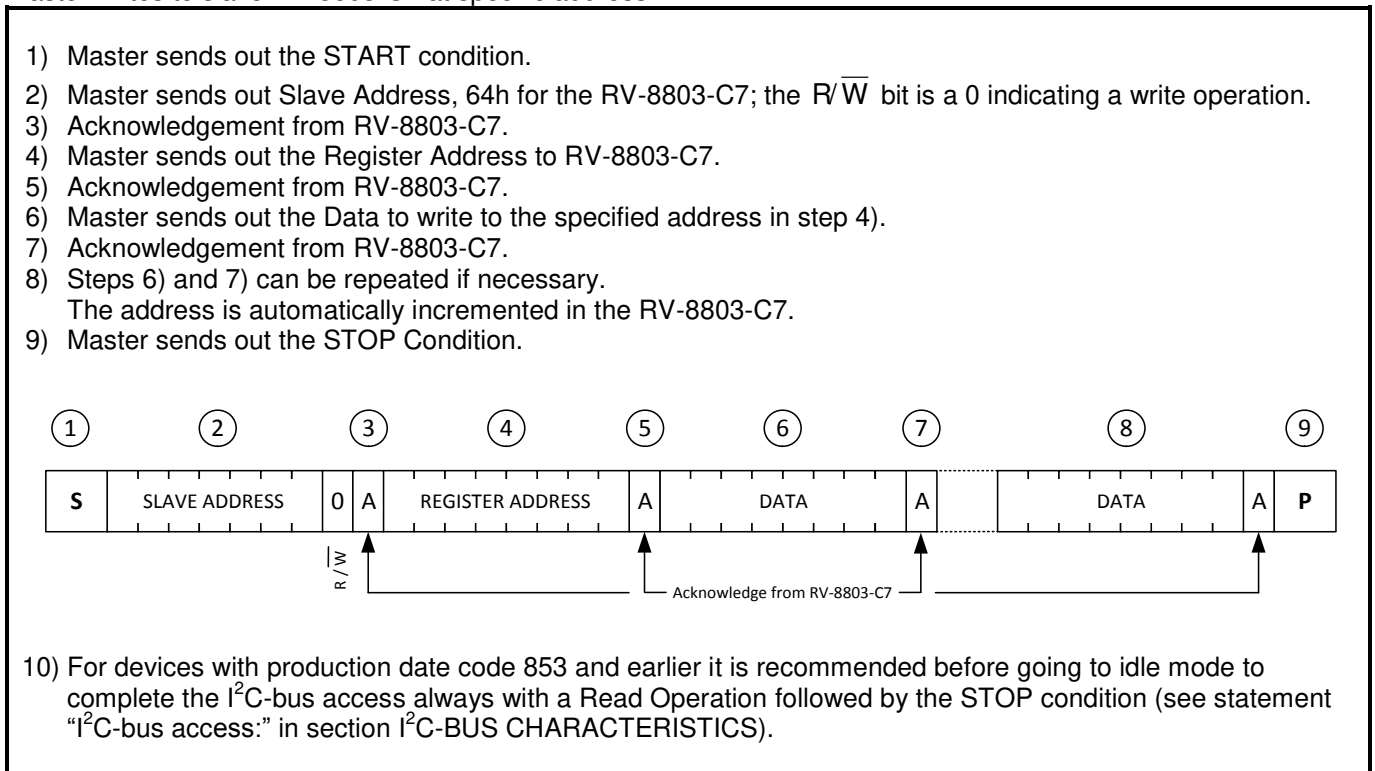 1) Master sends out the START condition.
2) Master sends out Slave Address, 64h for the RV-8803-C7; the R/W̅ bit is a 0 indicating a write operation.
3) Acknowledgement from RV-8803-C7.
4) Master sends out the Register Address to RV-8803-C7.
5) Acknowledgement from RV-8803-C7.
6) Master sends out the Data to write to the specified address in step 4).
7) Acknowledgement from RV-8803-C7.
8) Steps 6) and 7) can be repeated if necessary.
The address is automatically incremented in the RV-8803-C7.
9) Master sends out the STOP Condition.
1 2 3 4 5 6 7 8 9
S SLAVE ADDRESS 0 A REGISTER ADDRESS A DATA A DATA A P
R/W̅
Acknowledge from RV-8803-C7
10) For devices with production date code 853 and earlier it is recommended before going to idle mode to
complete the I²C-bus access always with a Read Operation followed by the STOP condition (see statement
“I²C-bus access:” in section I²C-BUS CHARACTERISTICS).